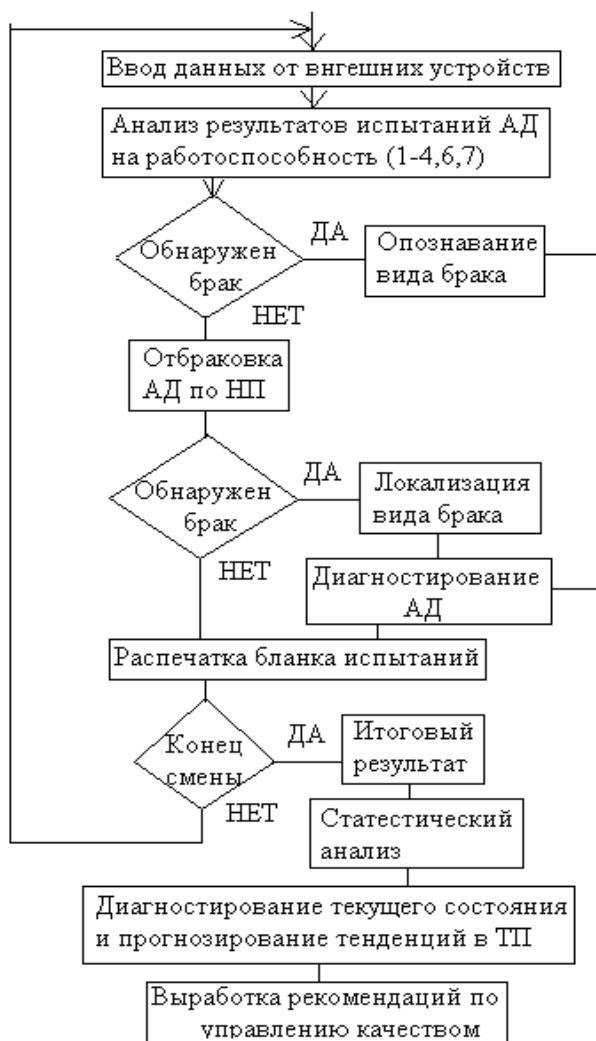 Ввод данных от внгешних устройств
Анализ результатов испытаний АД
на работоспособность (1-4,6,7)
Обнаружен
брак
ДА
Опознавание
вида брака
НЕТ
Отбраковка
АД по НП
Обнаружен
брак
ДА
Локализация
вида брака
НЕТ
Диагностирование
АД
Распечатка бланка испытаний
Конец
смены
ДА
Итоговый
результат
НЕТ
Статестический
анализ
Диагностирование текущего состояния
и прогнозирование тенденций в ТП
Выработка рекомендаций по
управлению качеством